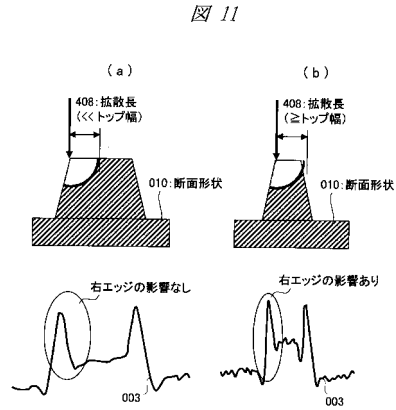 図 11
(a)
(b)
408:拡散長
(<<トップ幅)
408:拡散長
(≧トップ幅)
010:断面形状
010:断面形状
右エッジの影響なし
右エッジの影響あり
003
003